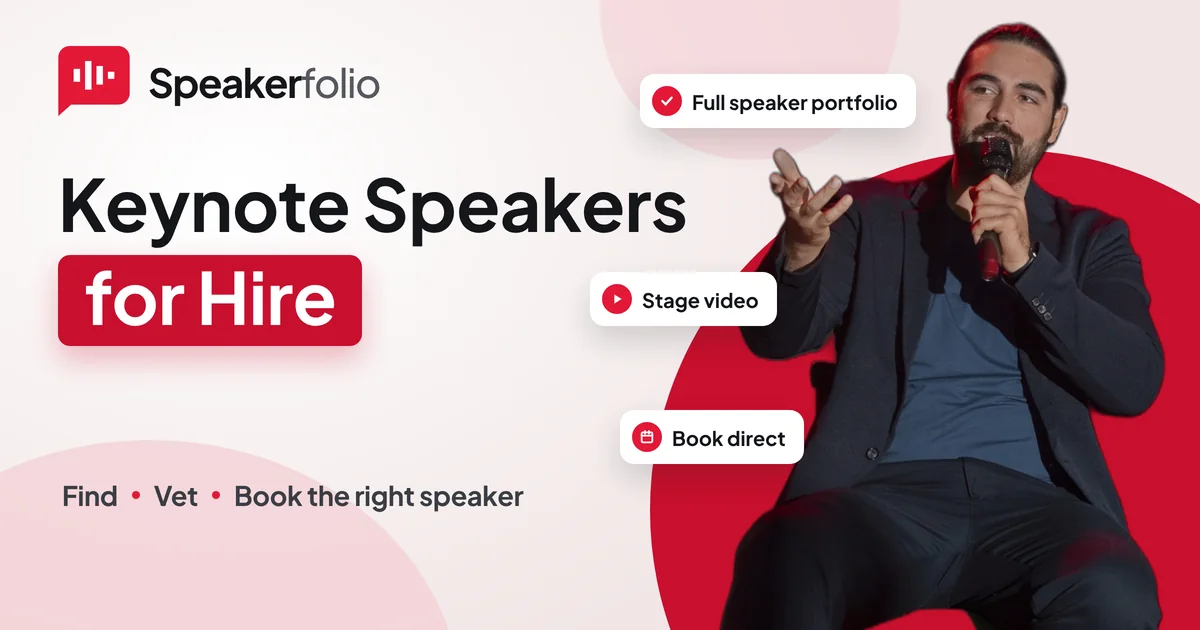 Speakerfolio
Keynote Speakers
for Hire
Full speaker portfolio
Stage video
Book direct
Find • Vet • Book the right speaker